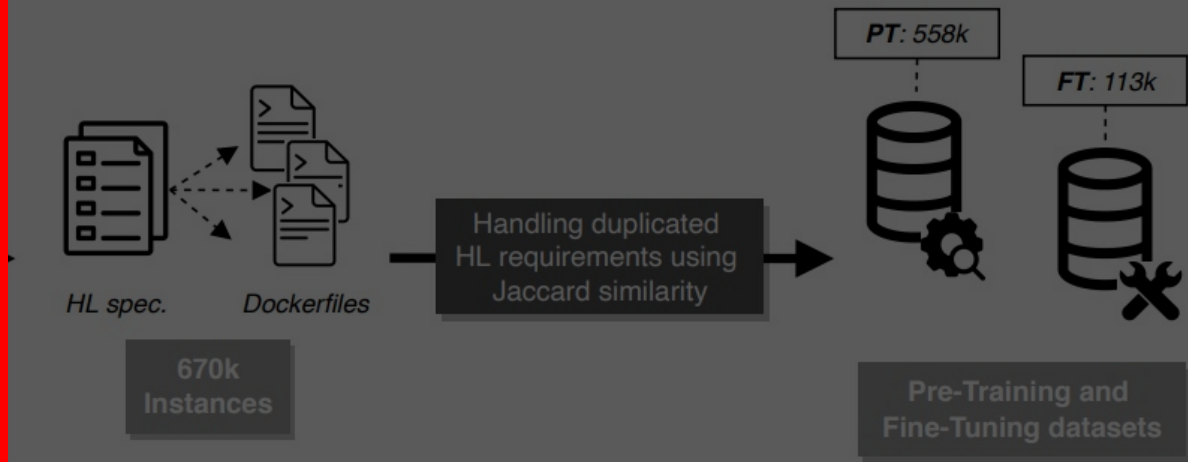 PT: 558k
FT: 113k
HL spec.
Dockerfiles
Handling duplicated
HL requirements using
Jaccard similarity
670k
Instances
Pre-Training and
Fine-Tuning datasets